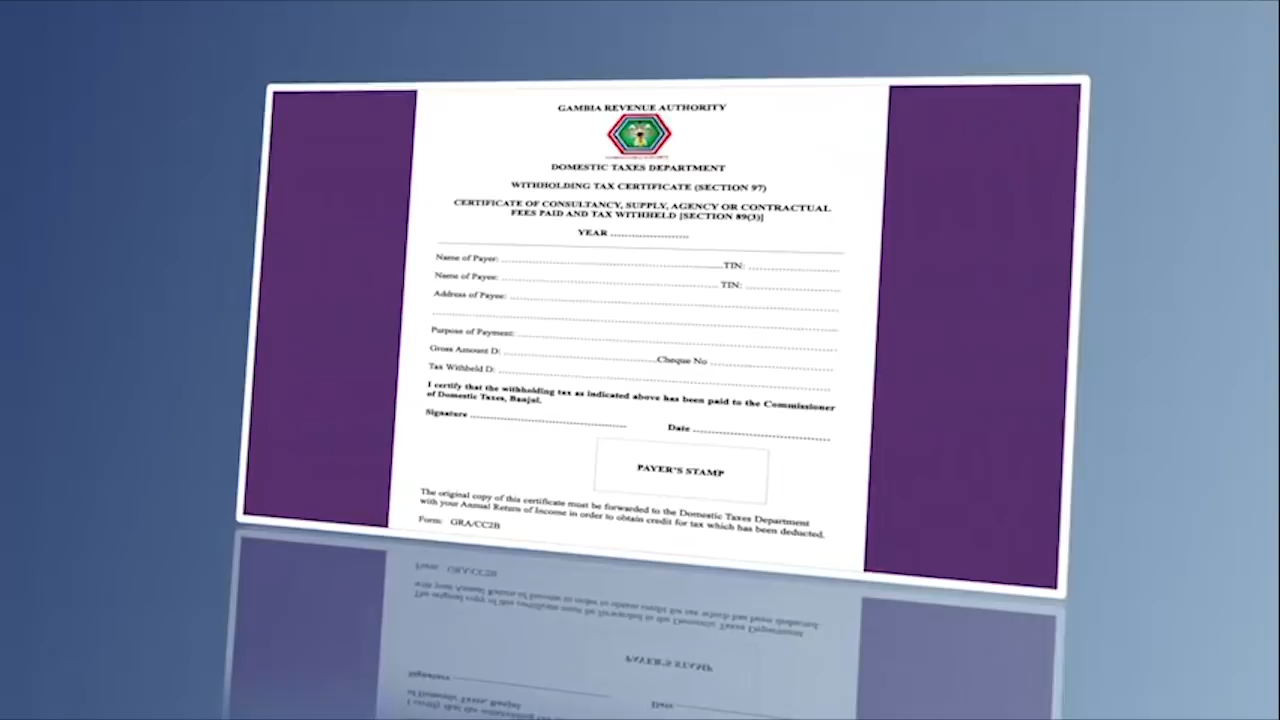 GAMBIA REVENUE AUTHORITY
DOMESTIC TAXES DEPARTMENT
WITHHOLDING TAX CERTIFICATE (SECTION 97)
CERTIFICATE OF CONSULTANCY, SUPPLY, AGENCY OR CONTRACTUAL
FEES PAID AND TAX WITHHELD [SECTION 89(3)]
YEAR ......................
Name of Payer: ............................................................TIN: ........................
Name of Payee: .......................................................... TIN: ........................
Address of Payee: ..........................................................................................
..............................................................................................................
Purpose of Payment: .......................................................................................
Gross Amount D: ..........................................Cheque No .................................
Tax Withheld D: .............................................................................................
I certify that the withholding tax as indicated above has been paid to the Commissioner
of Domestic Taxes, Banjul.
Signature ............................................ Date .......................................
PAYER'S STAMP
The original copy of this certificate must be forwarded to the Domestic Taxes Department
with your Annual Return of Income in order to obtain credit for tax which has been deducted.
Form: GRA/CC2B